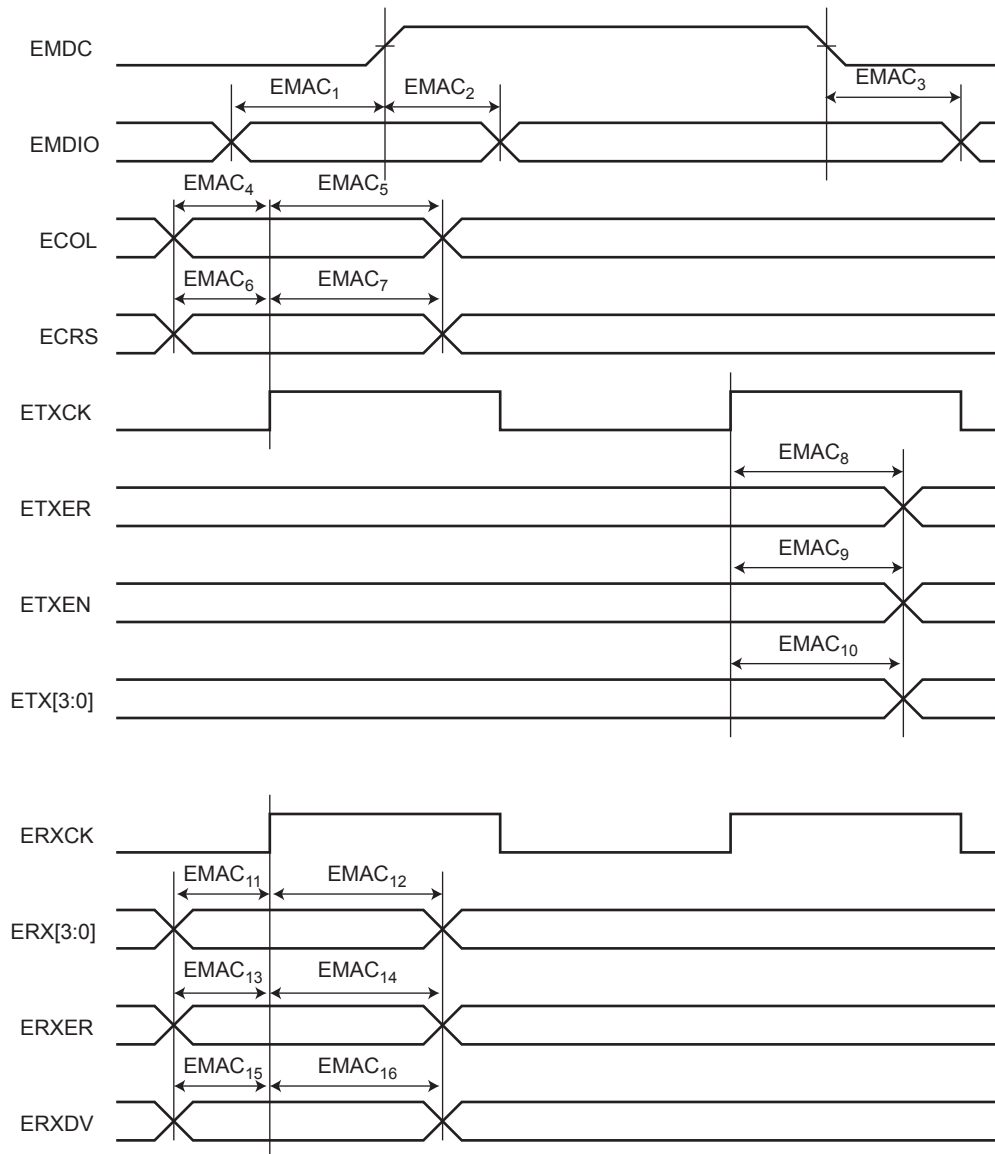 EMDC
EMAC1 EMAC2 EMAC3
EMDIO
EMAC4 EMAC5
ECOL
EMAC6 EMAC7
ECRS
ETXCK
EMAC8
ETXER
EMAC9
ETXEN
EMAC10
ETX[3:0]
ERXCK
EMAC11 EMAC12
ERX[3:0]
EMAC13 EMAC14
ERXER
EMAC15 EMAC16
ERXDV